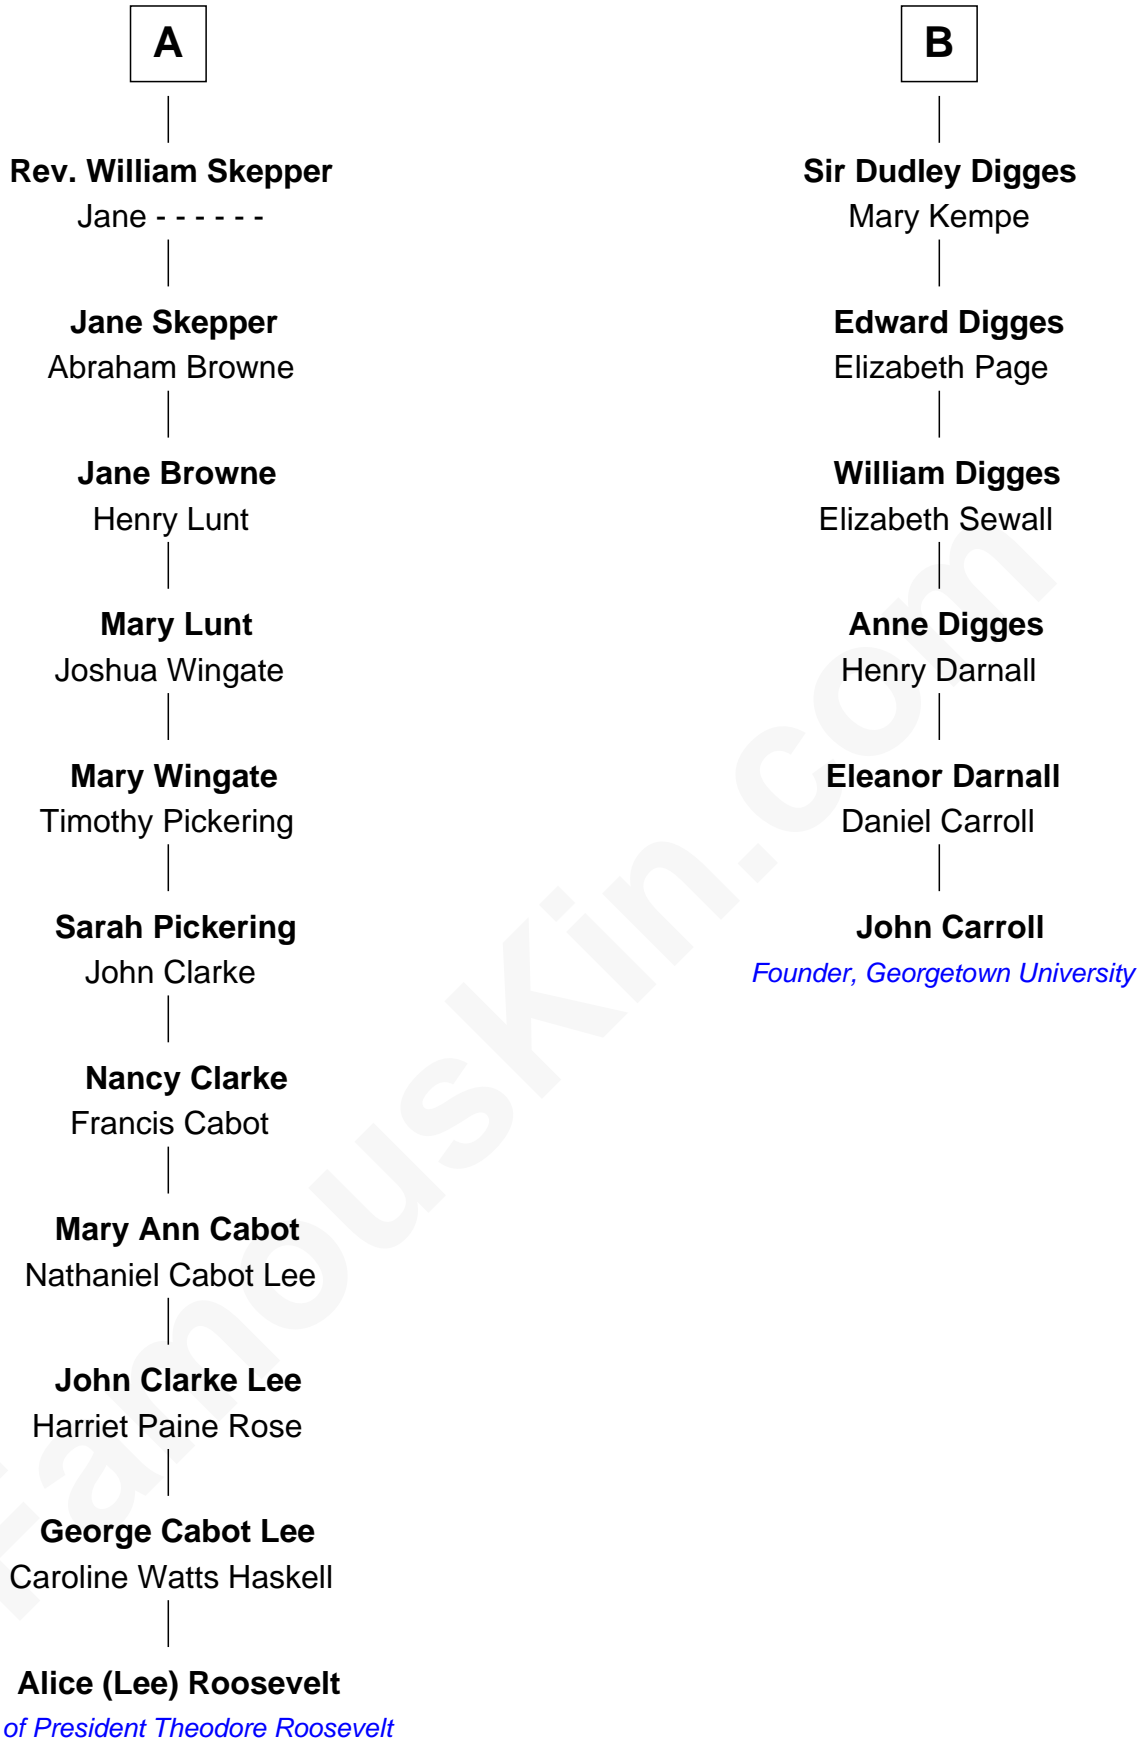 A
Rev. William Skepper
Jane - - - - - -
Jane Skepper
Abraham Browne
Jane Browne
Henry Lunt
Mary Lunt
Joshua Wingate
Mary Wingate
Timothy Pickering
Sarah Pickering
John Clarke
Nancy Clarke
Francis Cabot
Mary Ann Cabot
Nathaniel Cabot Lee
John Clarke Lee
Harriet Paine Rose
George Cabot Lee
Caroline Watts Haskell
Alice (Lee) Roosevelt
of President Theodore Roosevelt
B
Sir Dudley Digges
Mary Kempe
Edward Digges
Elizabeth Page
William Digges
Elizabeth Sewall
Anne Digges
Henry Darnall
Eleanor Darnall
Daniel Carroll
John Carroll
Founder, Georgetown University
FamousKin.com